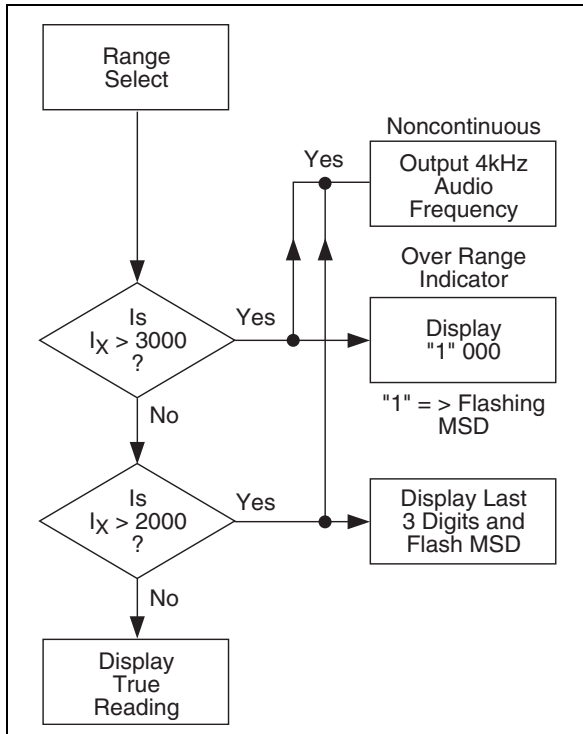 Range
Select
Noncontinuous
Yes
Output 4kHz
Audio
Frequency
Over Range
Indicator
Is
IX > 3000
?
Yes
Display
"1" 000
"1" = > Flashing
MSD
No
Is
IX > 2000
?
Yes
Display Last
3 Digits and
Flash MSD
No
Display
True
Reading